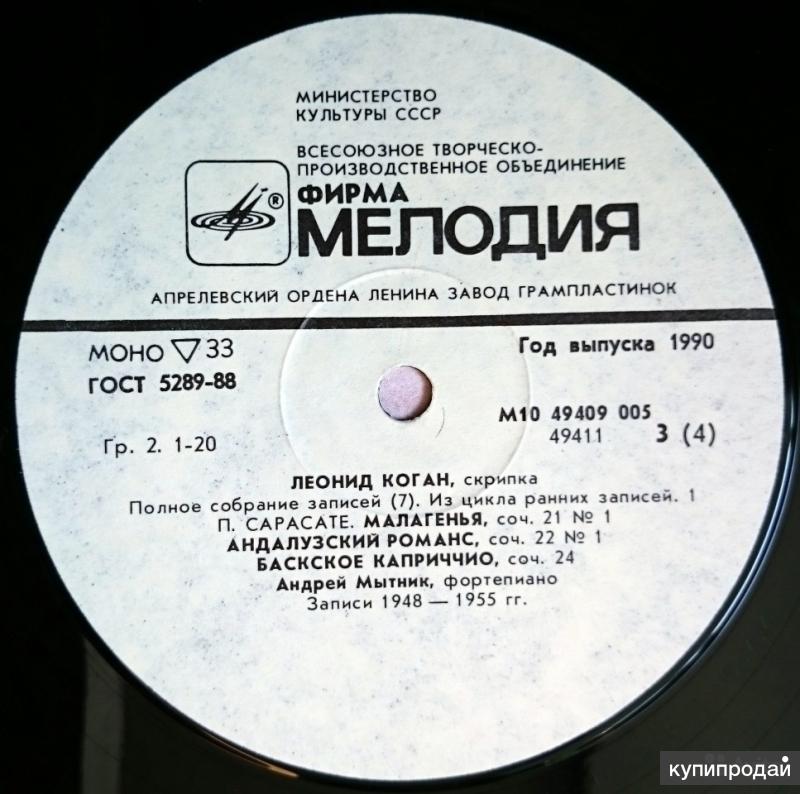 МИНИСТЕРСТВО
КУЛЬТУРЫ СССР
ВСЕСОЮЗНОЕ ТВОРЧЕСКО-
ПРОИЗВОДСТВЕННОЕ ОБЪЕДИНЕНИЕ
®
ФИРМА
МЕЛОДИЯ
АПРЕЛЕВСКИЙ ОРДЕНА ЛЕНИНА ЗАВОД ГРАМПЛАСТИНОК
МОНО ▽ 33
ГОСТ 5289-88
Гр. 2. 1-20
Год выпуска 1990
М10 49409 005
49411 3 (4)
ЛЕОНИД КОГАН, скрипка
Полное собрание записей (7). Из цикла ранних записей. 1
П. САРАСАТЕ. МАЛАГЕНЬЯ, соч. 21 № 1
АНДАЛУЗСКИЙ РОМАНС, соч. 22 № 1
БАСКСКОЕ КАПРИЧЧИО, соч. 24
Андрей Мытник, фортепиано
Записи 1948 — 1955 гг.
купипродай